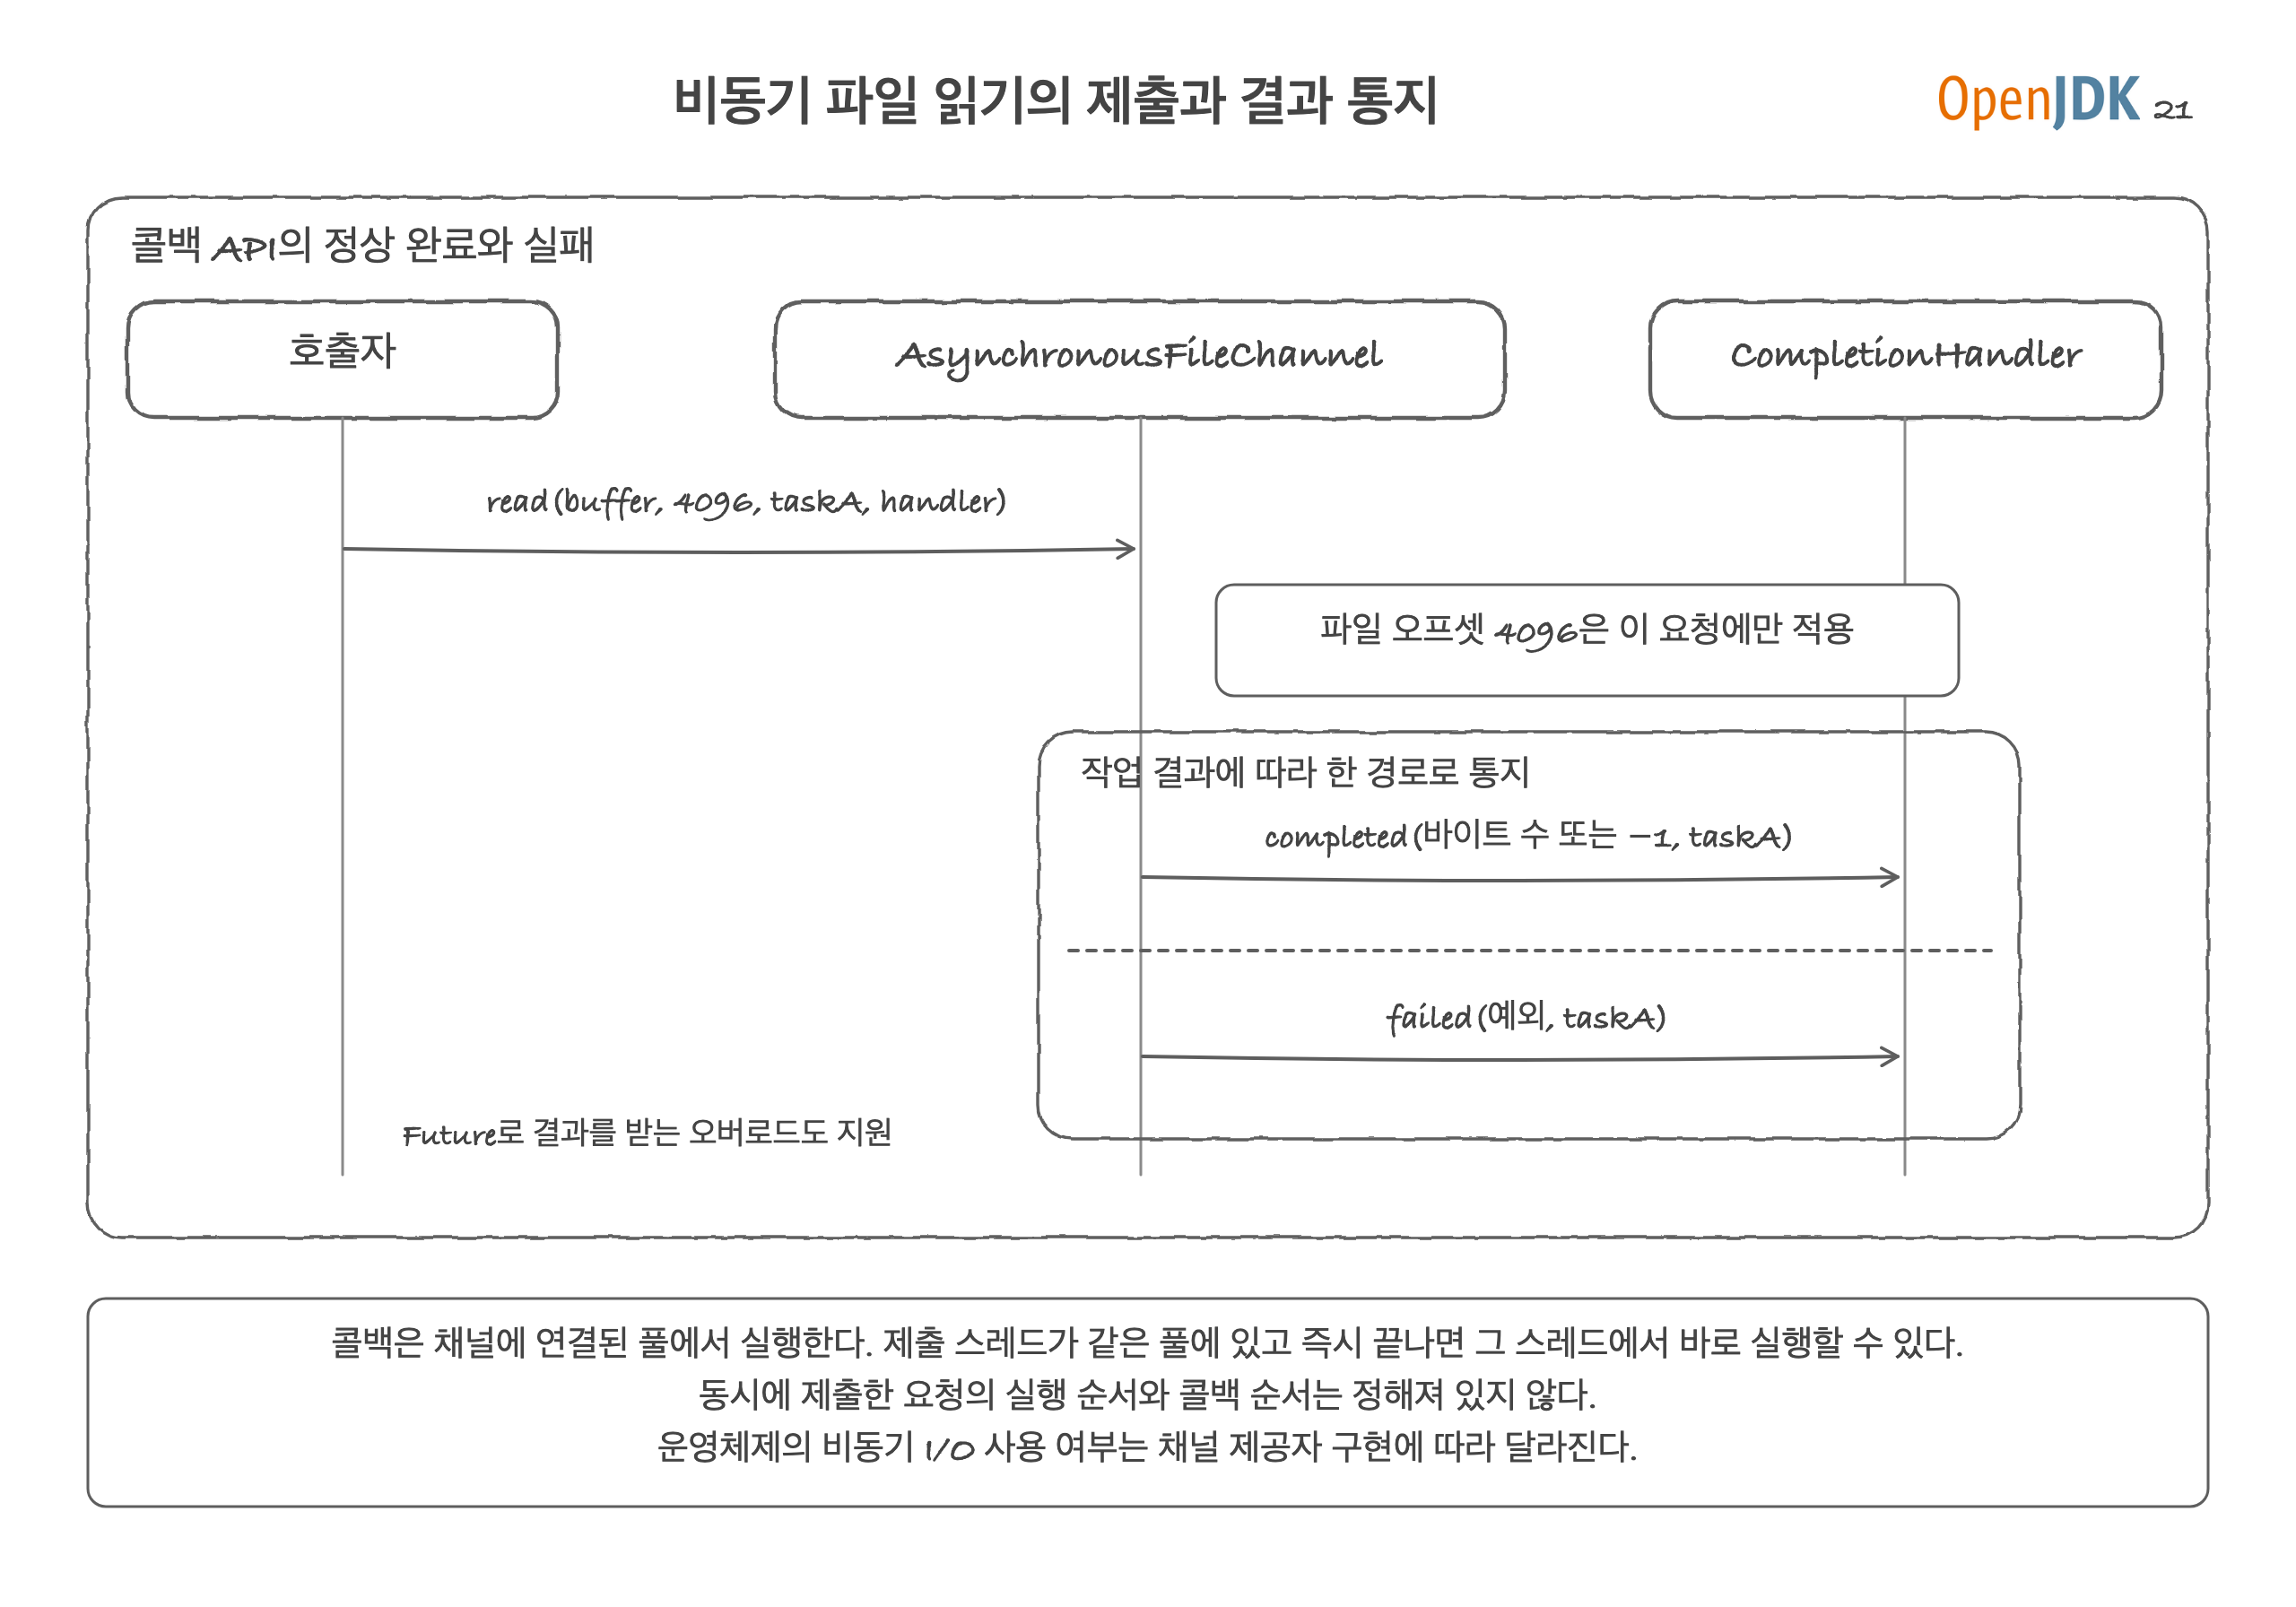 비동기 파일 읽기의 제출과 결과 통지
OpenJDK 21
콜백 API의 정상 완료와 실패
호출자
AsynchronousFileChannel
CompletionHandler
read(buffer, 4096, taskA, handler)
파일 오프셋 4096은 이 요청에만 적용
작업 결과에 따라 한 경로로 통지
completed(바이트 수 또는 -1, taskA)
failed(예외, taskA)
Future로 결과를 받는 오버로드도 지원
콜백은 채널에 연결된 풀에서 실행한다. 제출 스레드가 같은 풀에 있고 즉시 끝나면 그 스레드에서 바로 실행할 수 있다.
동시에 제출한 요청의 실행 순서와 콜백 순서는 정해져 있지 않다.
운영체제의 비동기 I/O 사용 여부는 채널 제공자 구현에 따라 달라진다.